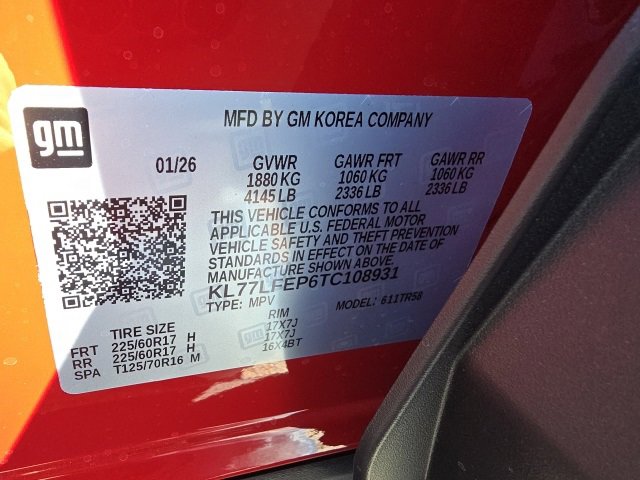 gm
MFD BY GM KOREA COMPANY
01/26 GVWR GAWR FRT GAWR RR
1880 KG 1060 KG 1060 KG
4145 LB 2336 LB 2336 LB
THIS VEHICLE CONFORMS TO ALL
APPLICABLE U.S. FEDERAL MOTOR
VEHICLE SAFETY AND THEFT PREVENTION
STANDARDS IN EFFECT ON THE DATE OF
MANUFACTURE SHOWN ABOVE.
KL77LFEP6TC108931
TYPE: MPV MODEL: 611TR58
TIRE SIZE RIM
FRT 225/60R17 H 17X7J
RR 225/60R17 H 17X7J
SPA T125/70R16 M 16X4BT